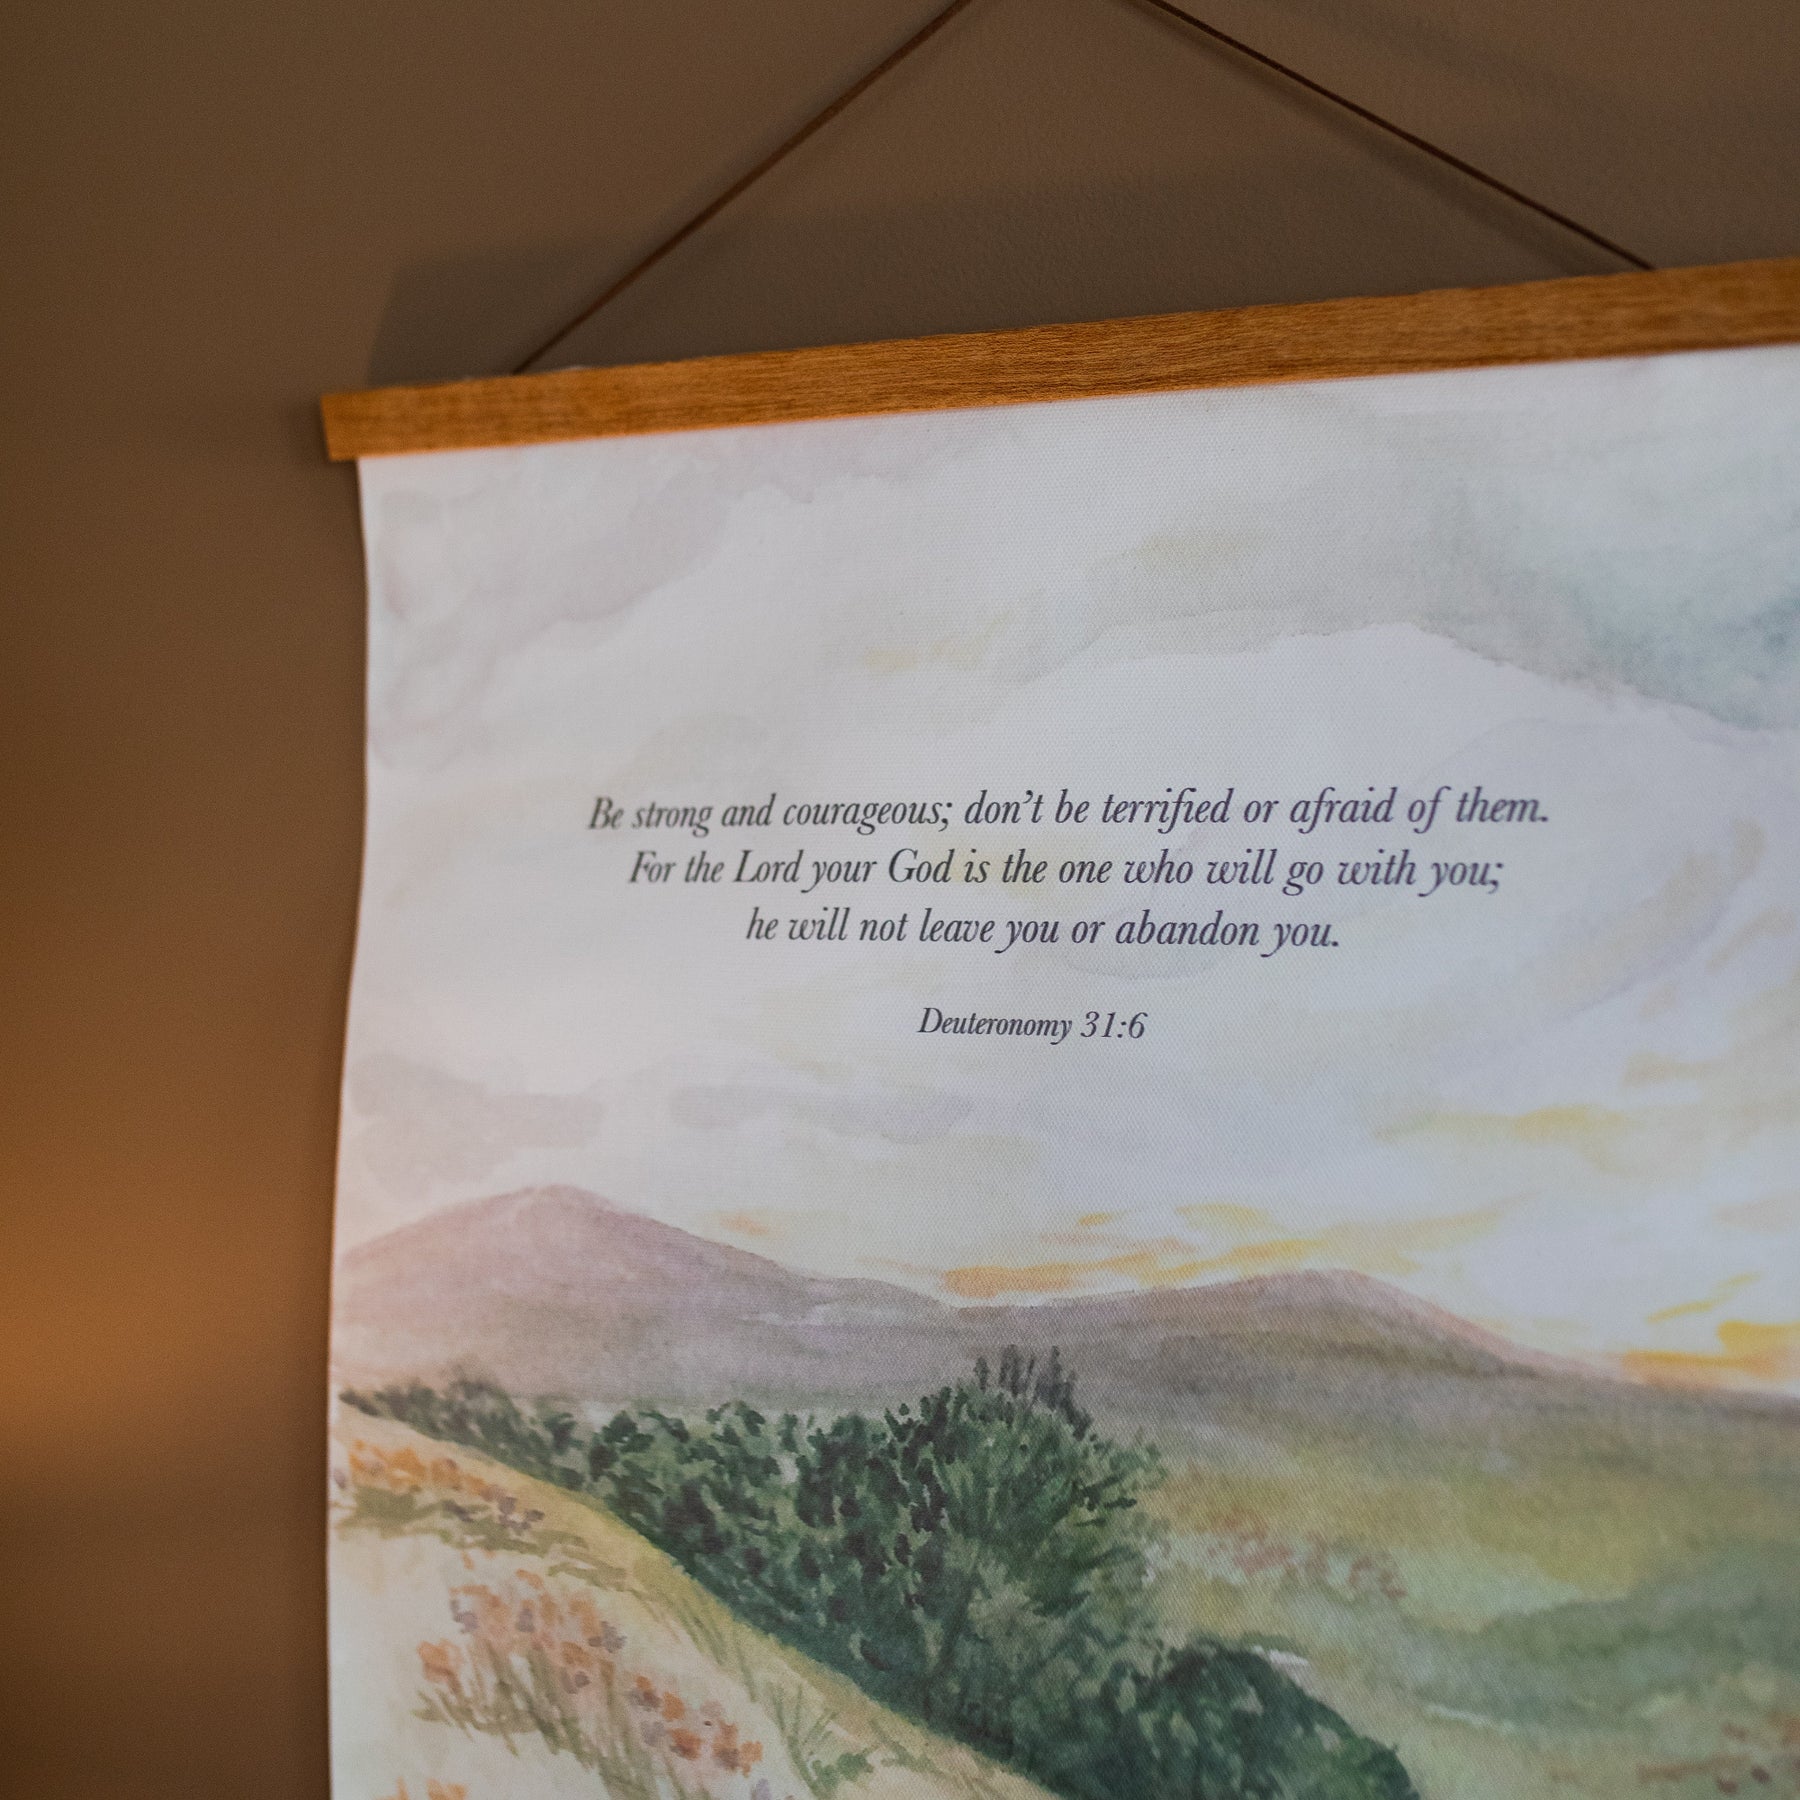 Be strong and courageous; don’t be terrified or afraid of them.
For the Lord your God is the one who will go with you;
he will not leave you or abandon you.
Deuteronomy 31:6